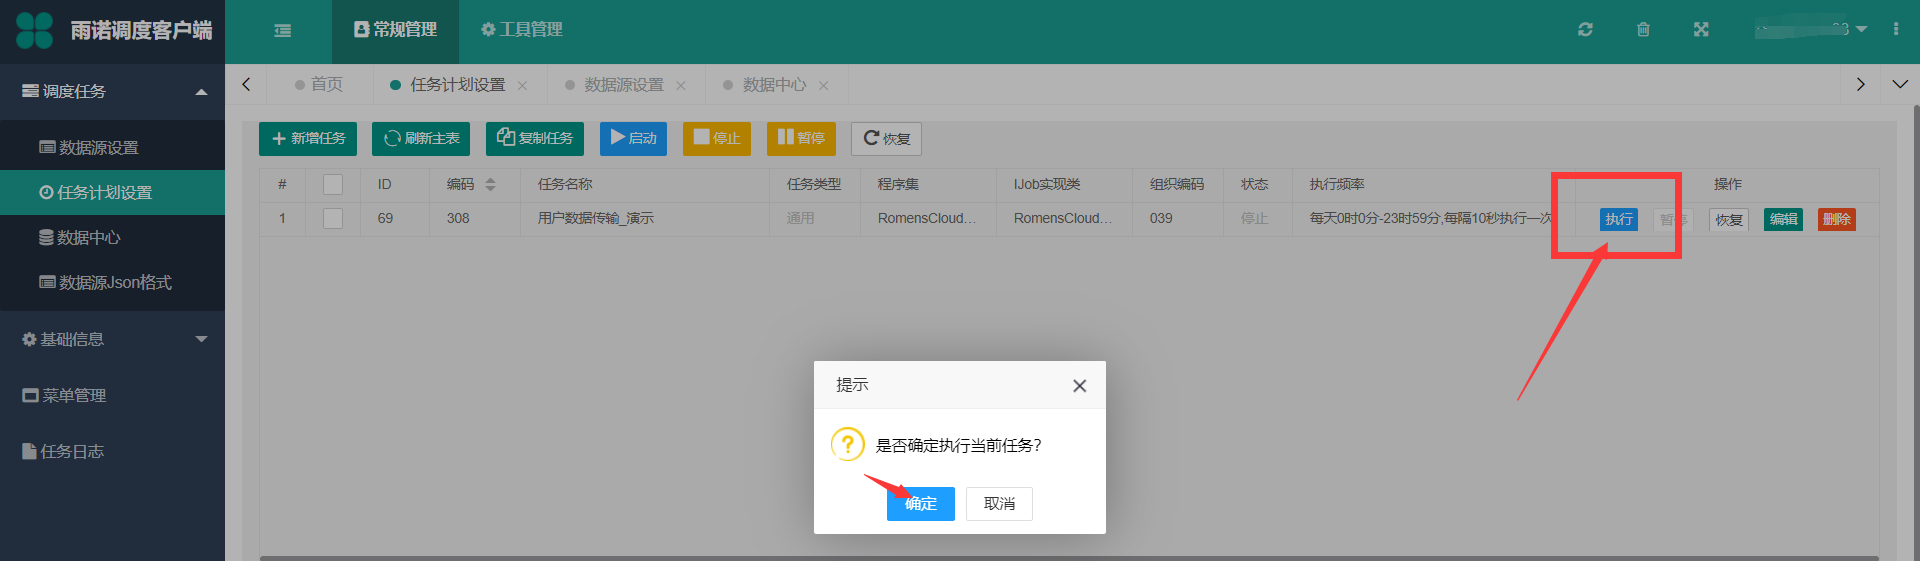 雨诺调度客户端
常规管理
工具管理
调度任务
数据源设置
任务计划设置
数据中心
数据源Json格式
基础信息
菜单管理
任务日志
首页
任务计划设置
数据源设置
数据中心
新增任务
刷新主表
复制任务
启动
停止
暂停
恢复
# ID 编码 任务名称 任务类型 程序集 IJob实现类 组织编码 状态 执行频率 操作
1 69 308 用户数据传输_演示 通用 RomensCloud... RomensCloud... 039 停止 每天0时0分-23时59分,每隔10秒执行一次 执行 暂停 恢复 编辑 删除
提示
是否确定执行当前任务?
确定
取消